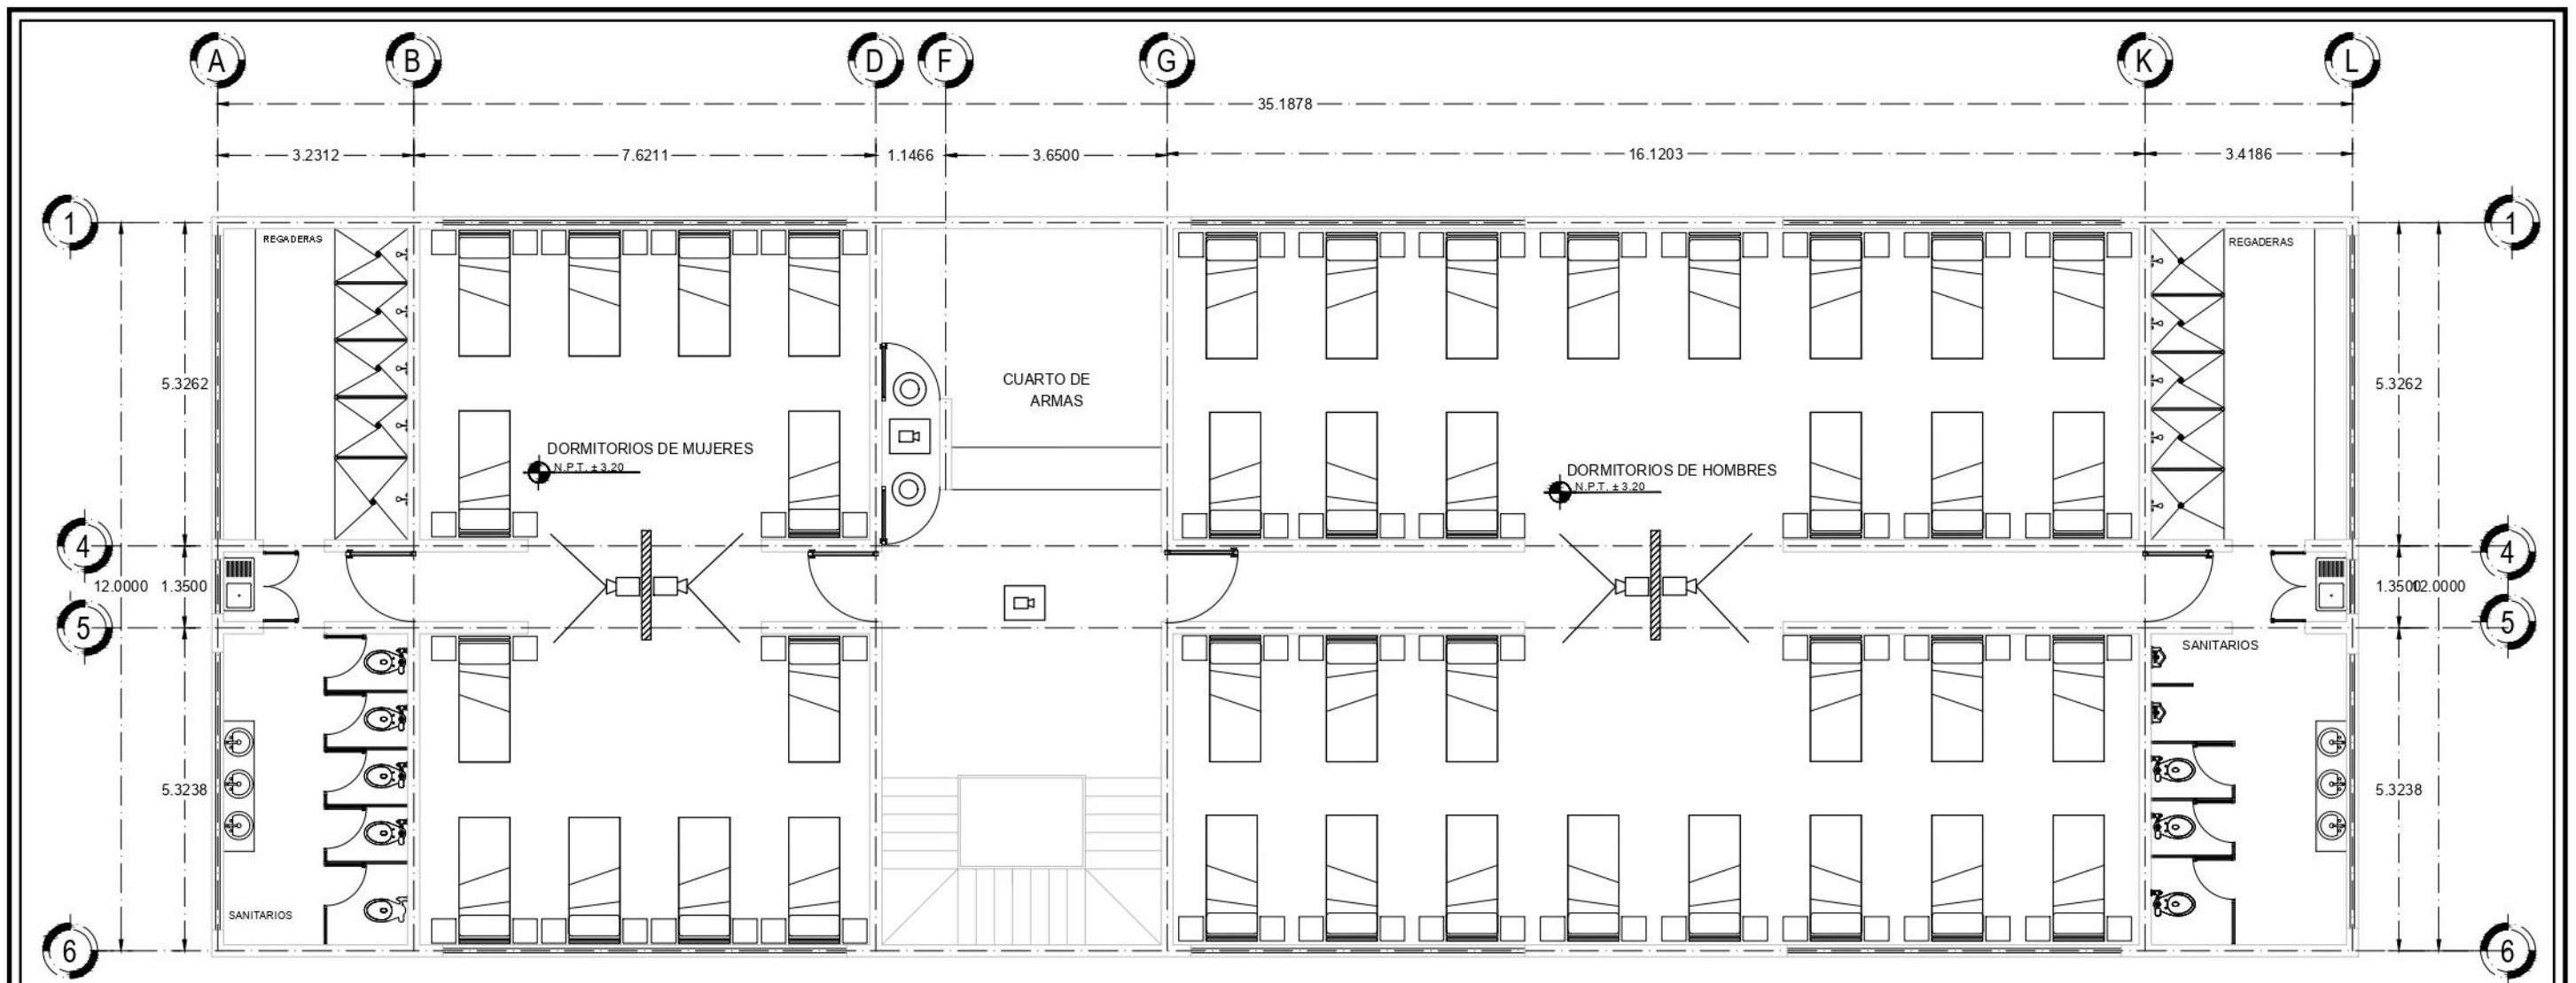 A B D F G K L
35.1878
3.2312 7.6211 1.1466 3.6500 16.1203 3.4186
1 1
REGADERAS REGADERAS
5.3262 5.3262
CUARTO DE
ARMAS
DORMITORIOS DE MUJERES
N.P.T. ± 3.20
DORMITORIOS DE HOMBRES
N.P.T. ± 3.20
4 4
12.0000 1.3500 1.3500 12.0000
5 5
SANITARIOS
5.3238 5.3238
SANITARIOS
6 6